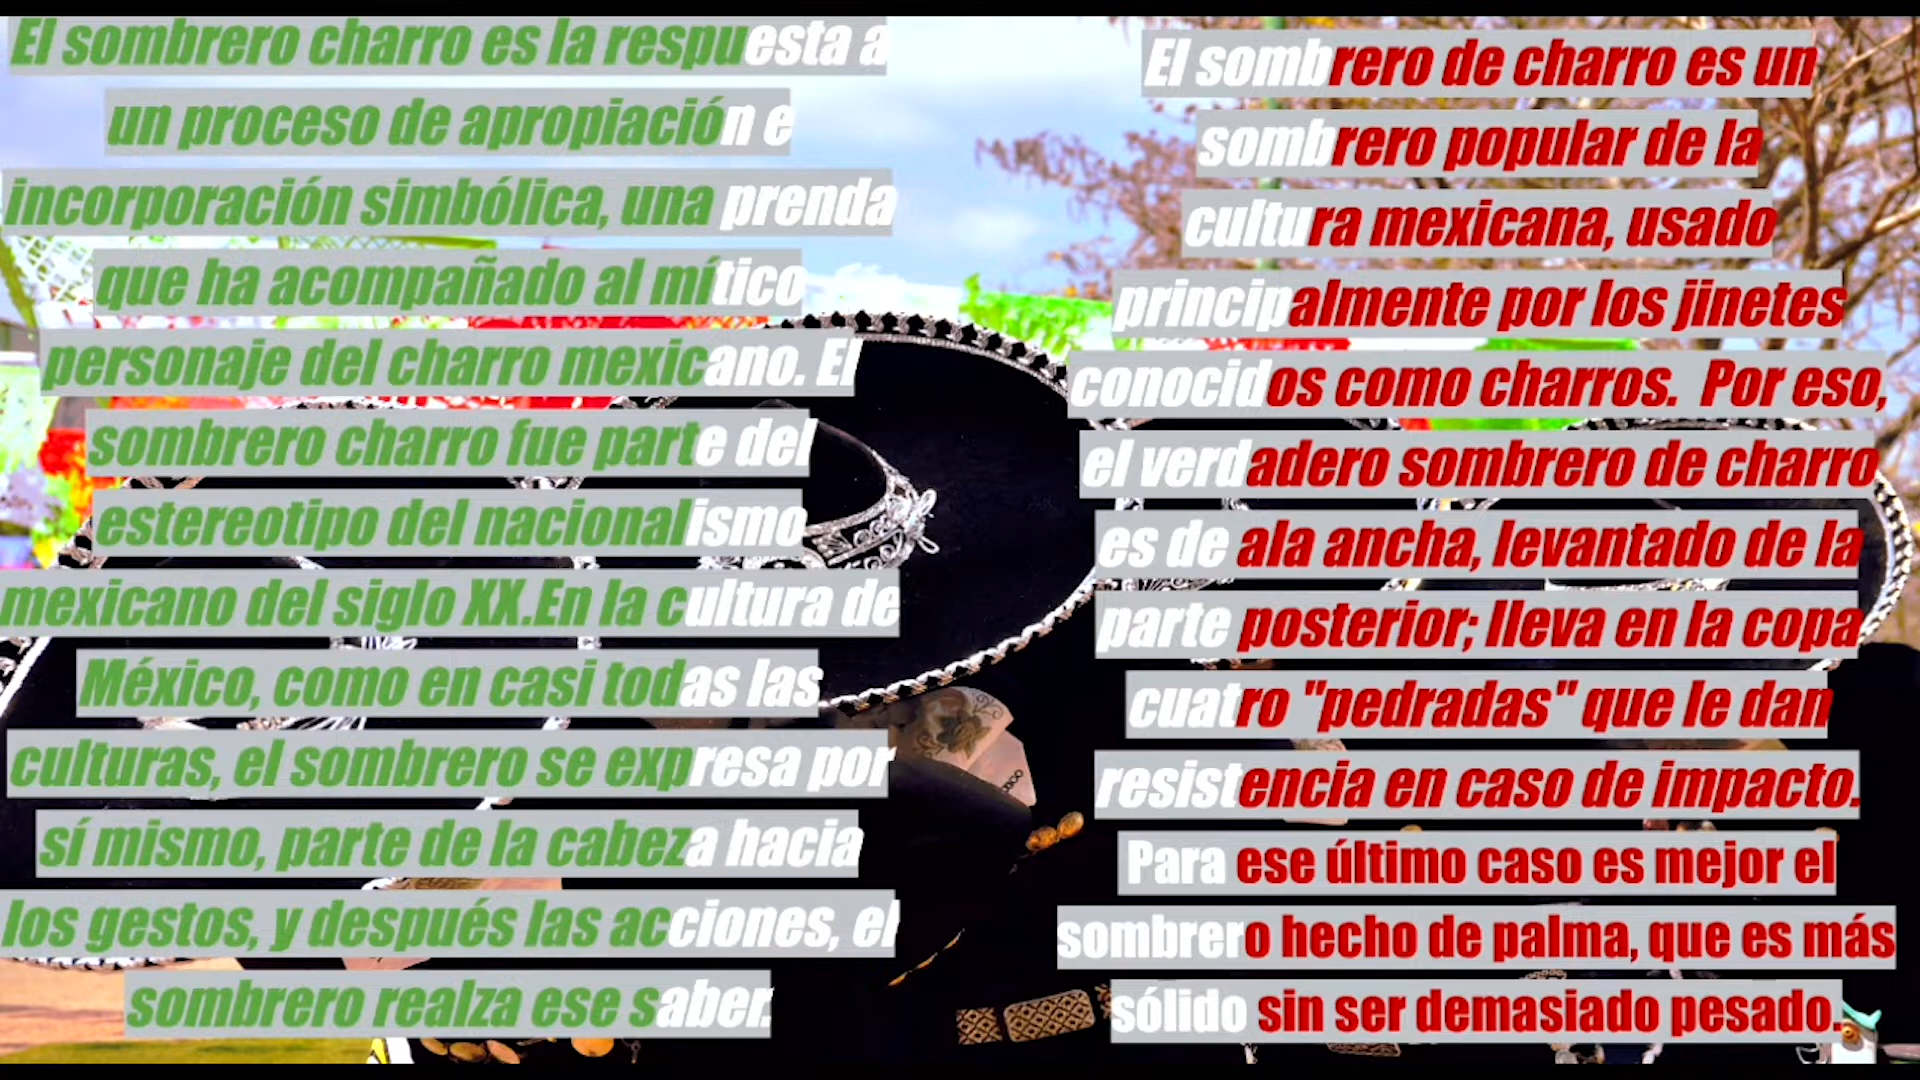 El sombrero charro es la respuesta a
un proceso de apropiación e
incorporación simbólica, una prenda
que ha acompañado al mítico
personaje del charro mexicano. El
sombrero charro fue parte del
estereotipo del nacionalismo
mexicano del siglo XX.En la cultura de
México, como en casi todas las
culturas, el sombrero se expresa por
sí mismo, parte de la cabeza hacia
los gestos, y después las acciones, el
sombrero realza ese saber.
El sombrero de charro es un
sombrero popular de la
cultura mexicana, usado
principalmente por los jinetes
conocidos como charros.  Por eso,
el verdadero sombrero de charro
es de ala ancha, levantado de la
parte posterior; lleva en la copa
cuatro "pedradas" que le dan
resistencia en caso de impacto.
Para ese último caso es mejor el
sombrero hecho de palma, que es más
sólido sin ser demasiado pesado.